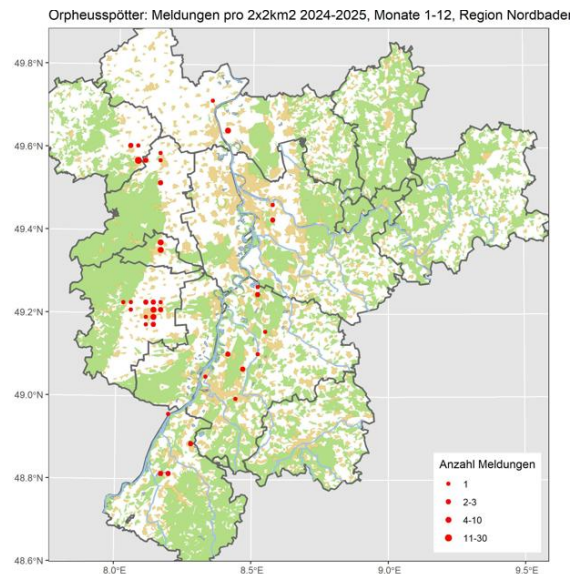 Orpheusspötter: Meldungen pro 2x2km2 2024-2025, Monate 1-12, Region Nordbaden
49.8°N
49.6°N
49.4°N
49.2°N
49.0°N
48.8°N
48.6°N
Anzahl Meldungen
1
2-3
4-10
11-30
8.0°E
8.5°E
9.0°E
9.5°E